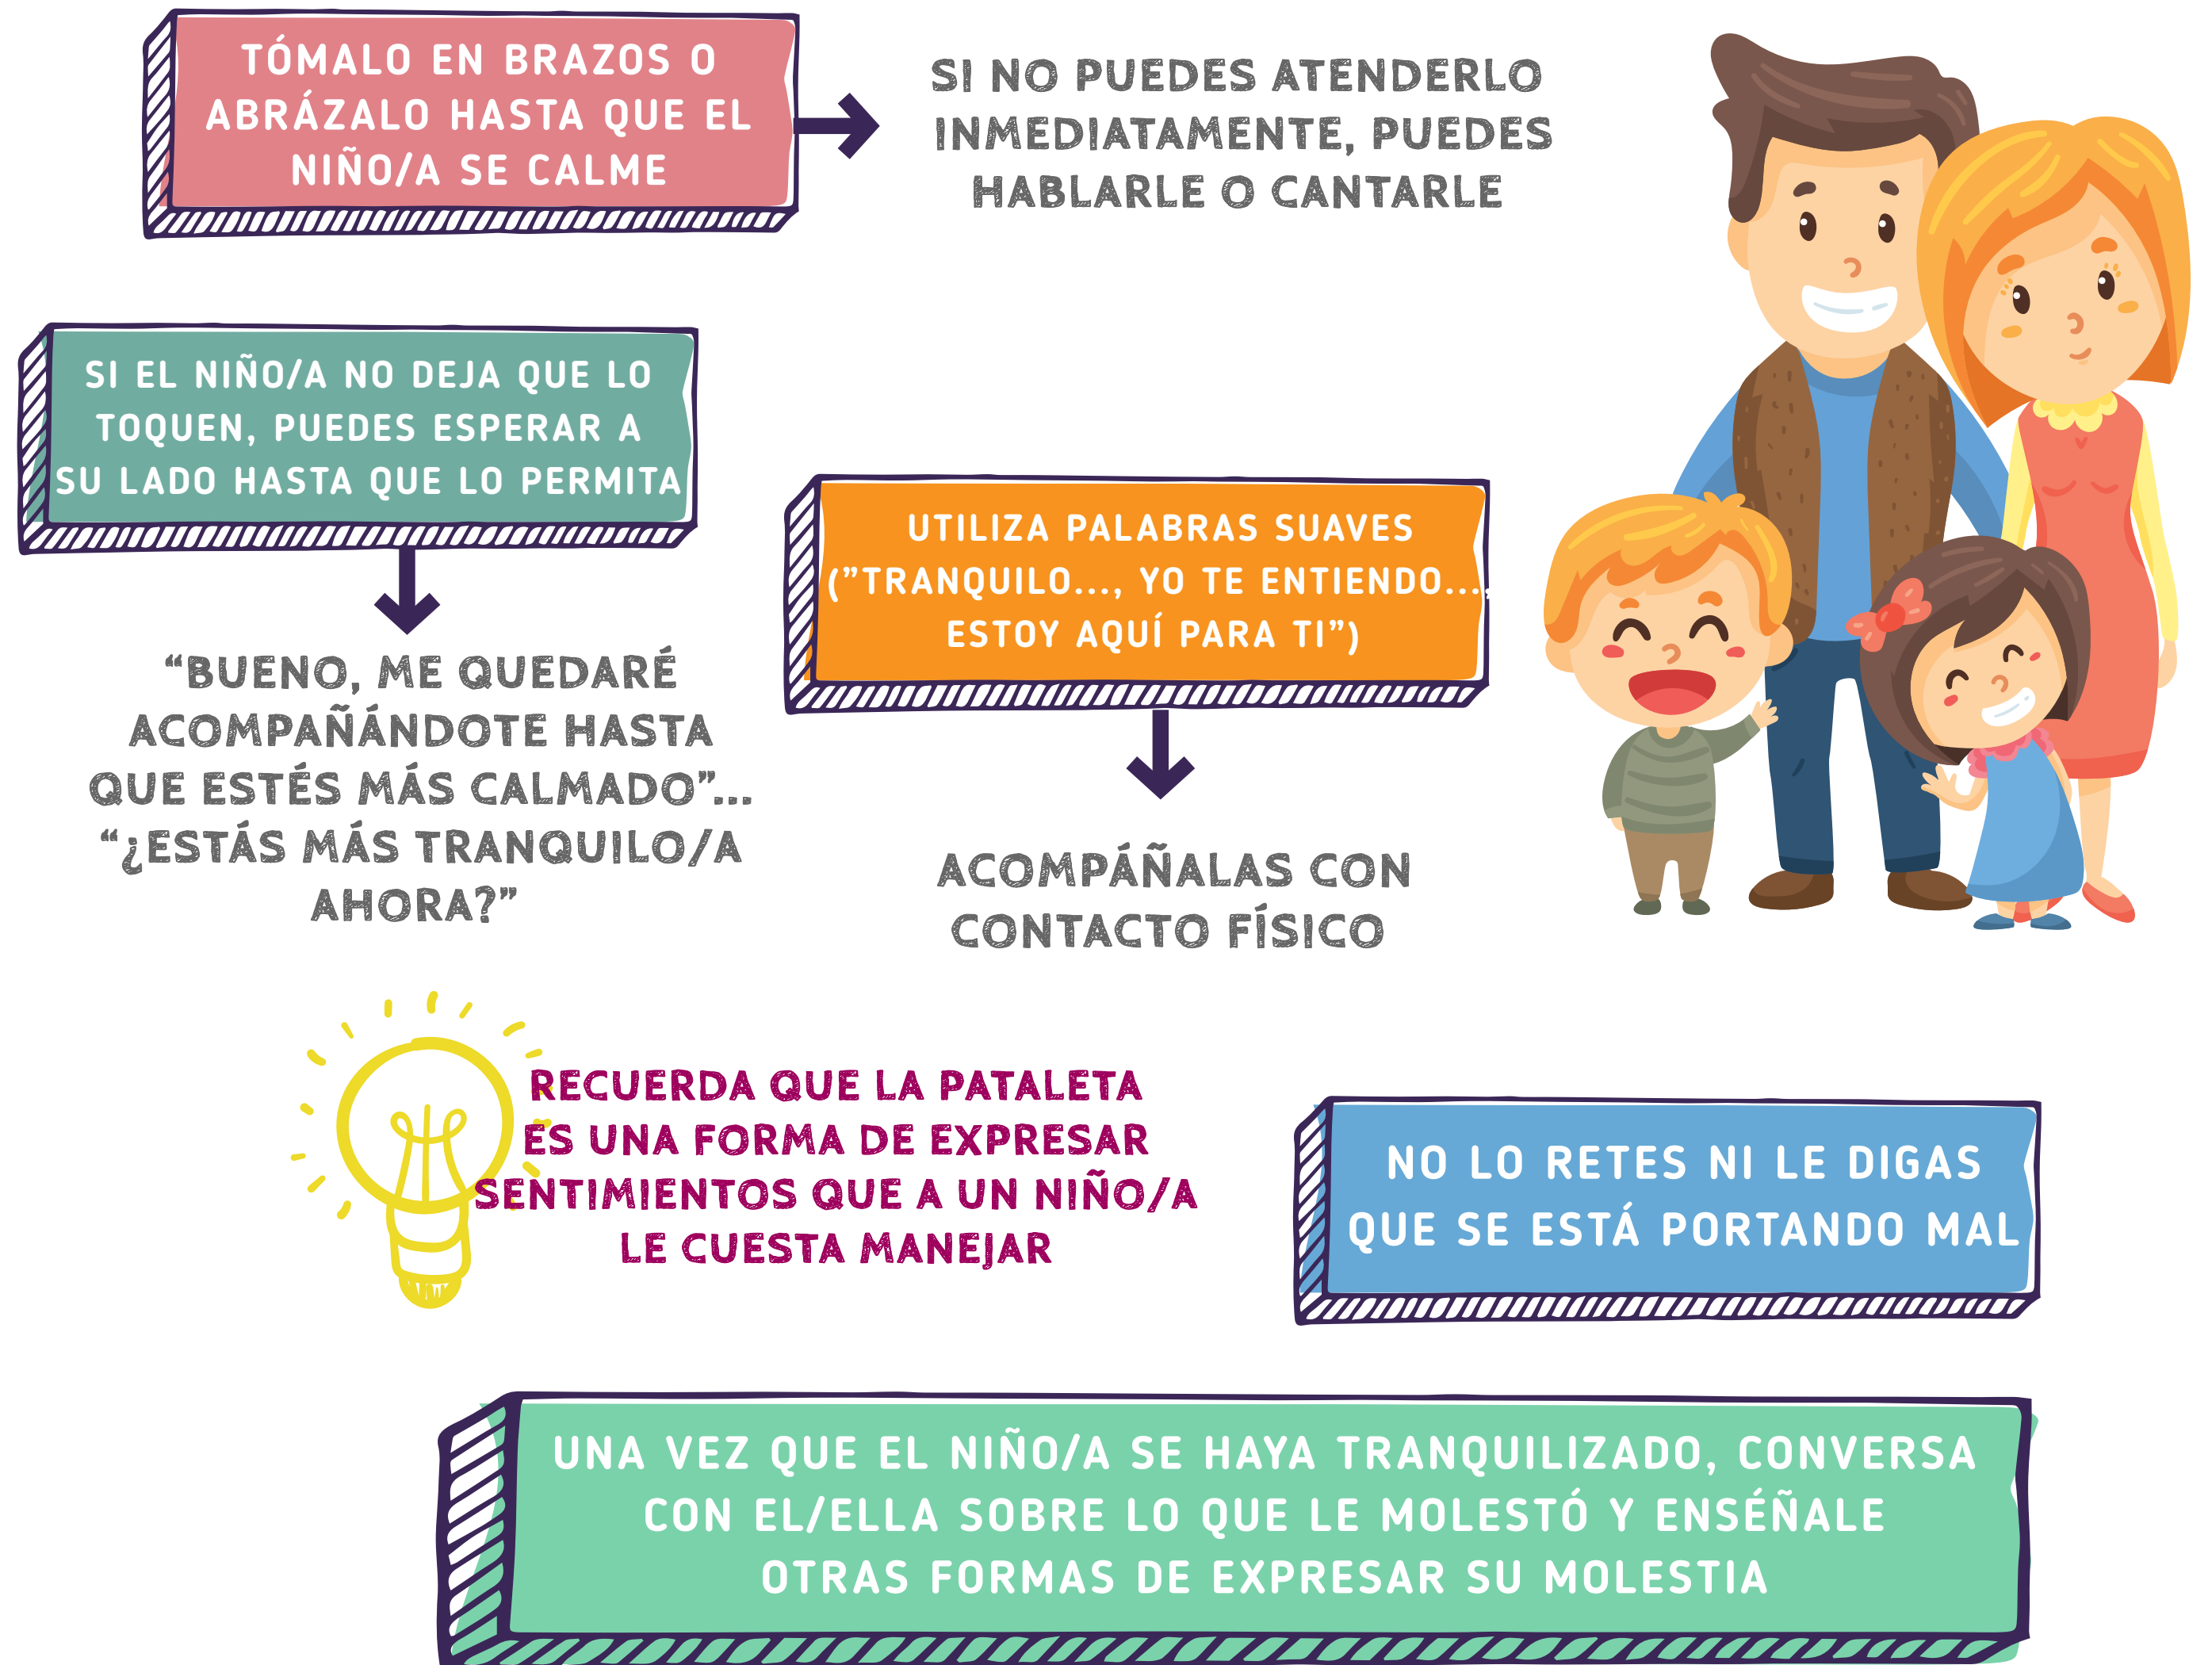 TÓMALO EN BRAZOS O
ABRÁZALO HASTA QUE EL
NIÑO/A SE CALME
SI NO PUEDES ATENDERLO
INMEDIATAMENTE, PUEDES
HABLARLE O CANTARLE
SI EL NIÑO/A NO DEJA QUE LO
TOQUEN, PUEDES ESPERAR A
SU LADO HASTA QUE LO PERMITA
“BUENO, ME QUEDARÉ
ACOMPAÑÁNDOTE HASTA
QUE ESTÉS MÁS CALMADO”...
“¿ESTÁS MÁS TRANQUILO/A
AHORA?”
UTILIZA PALABRAS SUAVES
(”TRANQUILO..., YO TE ENTIENDO...,
ESTOY AQUÍ PARA TI”)
ACOMPÁÑALAS CON
CONTACTO FÍSICO
RECUERDA QUE LA PATALETA
ES UNA FORMA DE EXPRESAR
SENTIMIENTOS QUE A UN NIÑO/A
LE CUESTA MANEJAR
NO LO RETES NI LE DIGAS
QUE SE ESTÁ PORTANDO MAL
UNA VEZ QUE EL NIÑO/A SE HAYA TRANQUILIZADO, CONVERSA
CON EL/ELLA SOBRE LO QUE LE MOLESTÓ Y ENSÉÑALE
OTRAS FORMAS DE EXPRESAR SU MOLESTIA